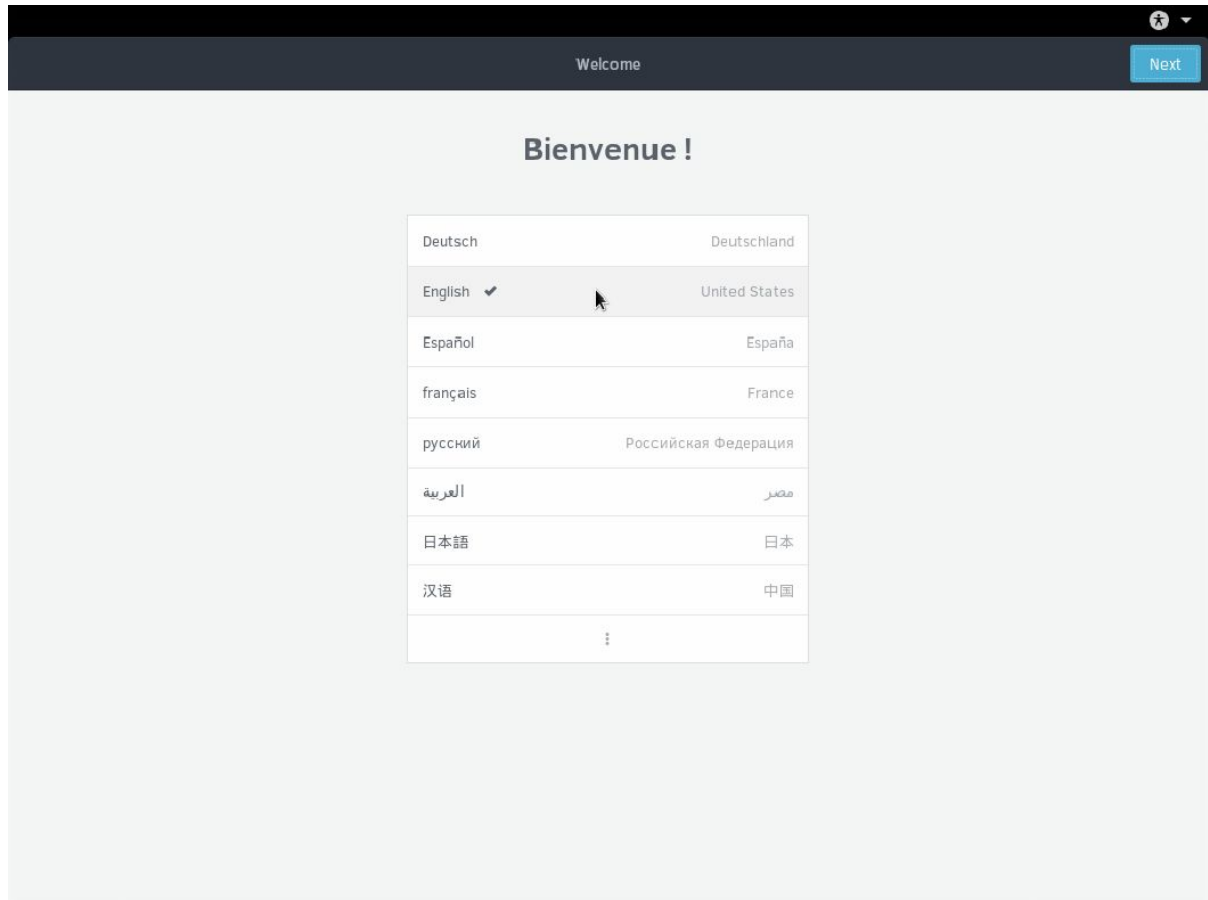 Welcome
Next
Bienvenue !
Deutsch Deutschland
English United States
Español España
français France
русский Российская Федерация
العربية مصر
日本語 日本
汉语 中国